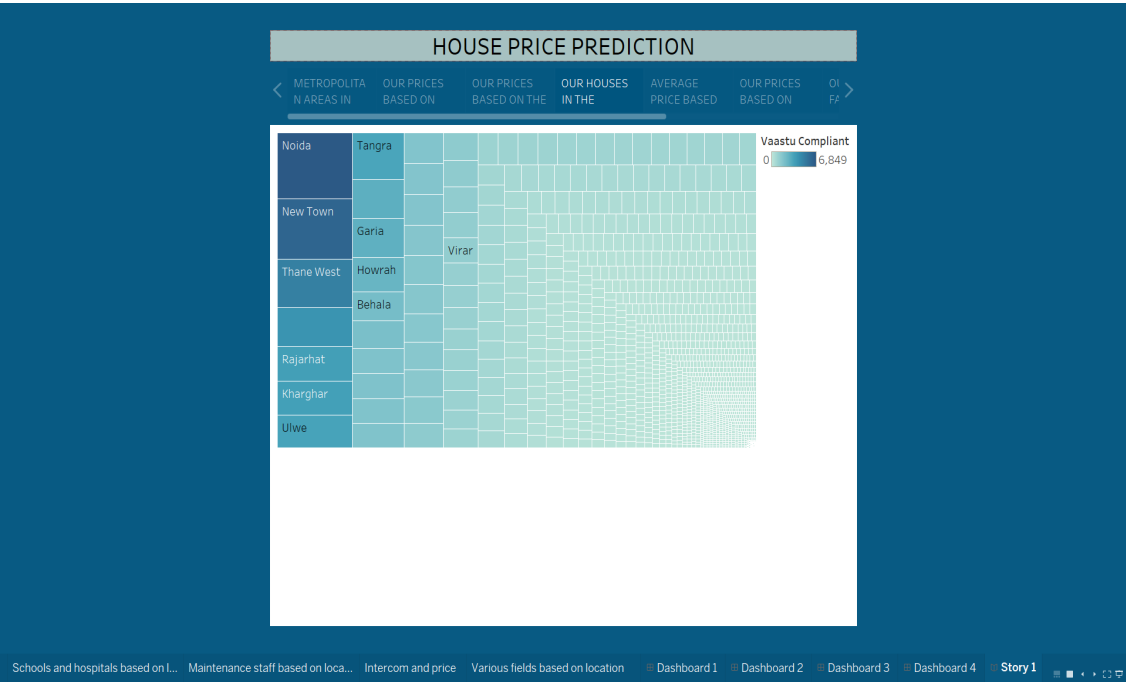 HOUSE PRICE PREDICTION
METROPOLITA
N AREAS IN
OUR PRICES
BASED ON
OUR PRICES
BASED ON THE
OUR HOUSES
IN THE
AVERAGE
PRICE BASED
OUR PRICES
BASED ON
Noida
New Town
Thane West
Rajarhat
Kharghar
Ulwe
Tangra
Garia
Howrah
Behala
Virar
Vaastu Compliant
0 6,849
Schools and hospitals based on l... Maintenance staff based on loca... Intercom and price Various fields based on location Dashboard 1 Dashboard 2 Dashboard 3 Dashboard 4 Story 1